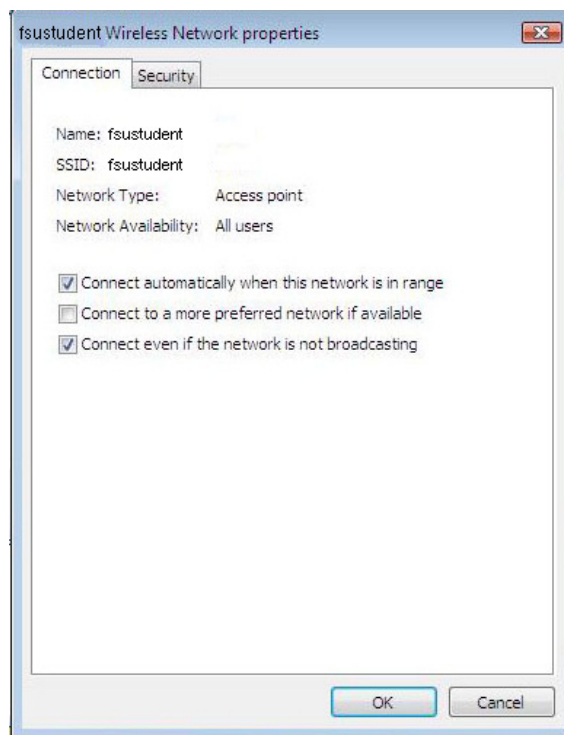 fsustudent Wireless Network properties
Connection Security
Name: fsustudent
SSID: fsustudent
Network Type: Access point
Network Availability: All users
Connect automatically when this network is in range
Connect to a more preferred network if available
Connect even if the network is not broadcasting
OK Cancel